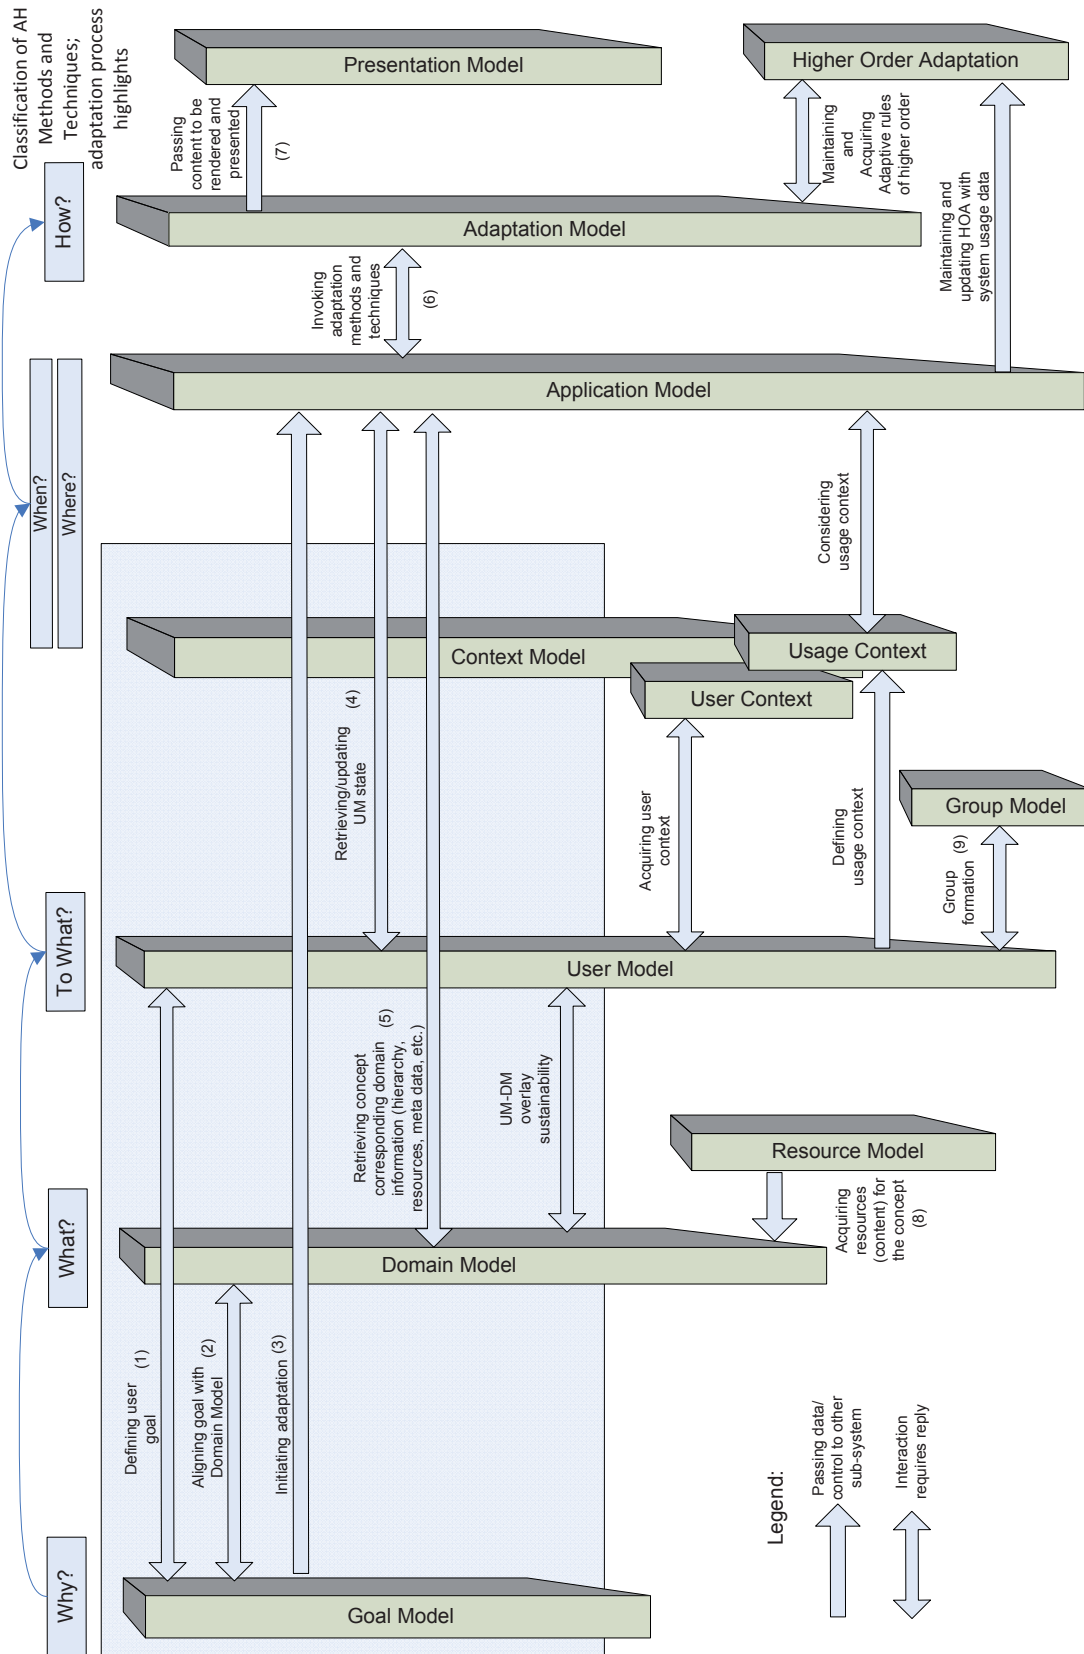 Classification of AH
Methods and
Techniques;
adaptation process
highlights
How?
When?
Where?
To What?
What?
Why?
Presentation Model
Higher Order Adaptation
Passing
content to be
rendered and
presented
(7)
Maintaining
and
Acquiring
Adaptive rules
of higher order
Adaptation Model
Invoking
adaptation
methods and
techniques
(6)
Maintaining and
updating HOA with
system usage data
Application Model
Considering
usage context
Context Model
Usage Context
User Context
Retrieving/updating
UM state
(4)
Acquiring user
context
Defining
usage context
Group Model
Group
formation
(9)
User Model
Retrieving concept
corresponding domain
information (hierarchy,
resources, meta data, etc.)
(5)
UM-DM
overlay
sustainability
Resource Model
Acquiring
resources
(content) for
the concept
(8)
Domain Model
Defining user
goal
(1)
Aligning goal with
Domain Model
(2)
Initiating adaptation (3)
Goal Model
Legend:
Passing data/
control to other
sub-system
Interaction
requires reply